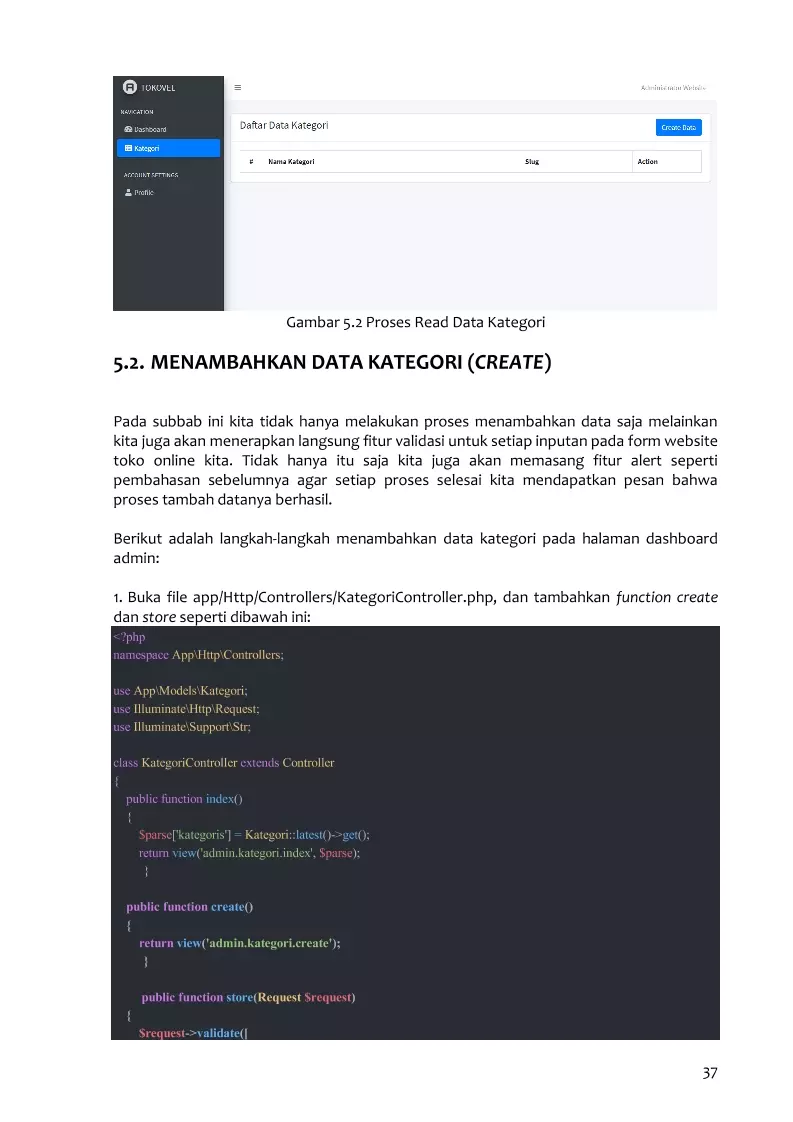 TOKOVEL
Administrator Website
NAVIGATION
Dashboard
Kategori
ACCOUNT SETTINGS
Profile
Daftar Data Kategori
Create Data
# Nama Kategori Slug Action
Gambar 5.2 Proses Read Data Kategori
5.2. MENAMBAHKAN DATA KATEGORI (CREATE)
Pada subbab ini kita tidak hanya melakukan proses menambahkan data saja melainkan
kita juga akan menerapkan langsung fitur validasi untuk setiap inputan pada form website
toko online kita. Tidak hanya itu saja kita juga akan memasang fitur alert seperti
pembahasan sebelumnya agar setiap proses selesai kita mendapatkan pesan bahwa
proses tambah datanya berhasil.
Berikut adalah langkah-langkah menambahkan data kategori pada halaman dashboard
admin:
1. Buka file app/Http/Controllers/KategoriController.php, dan tambahkan function create
dan store seperti dibawah ini:
<?php
namespace App\Http\Controllers;
use App\Models\Kategori;
use Illuminate\Http\Request;
use Illuminate\Support\Str;
class KategoriController extends Controller
{
public function index()
{
$parse['kategoris'] = Kategori::latest()->get();
return view('admin.kategori.index', $parse);
}
public function create()
{
return view('admin.kategori.create');
}
public function store(Request $request)
{
$request->validate([
37